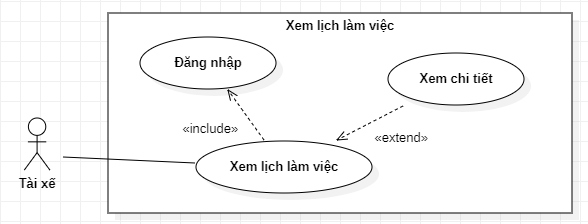 Xem lịch làm việc
Đăng nhập
Xem chi tiết
«include»
«extend»
Xem lịch làm việc
Tài xế